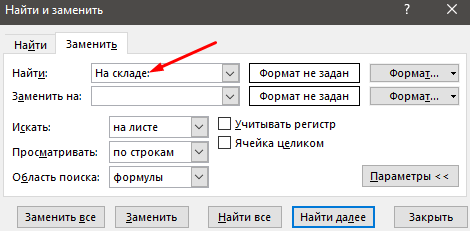 Найти и заменить
Найти Заменить
Найти: На складе: Формат не задан Формат...
Заменить на: Формат не задан Формат...
Искать: на листе Учитывать регистр
Просматривать: по строкам Ячейка целиком
Область поиска: формулы Параметры <<
Заменить все Заменить Найти все Найти далее Закрыть